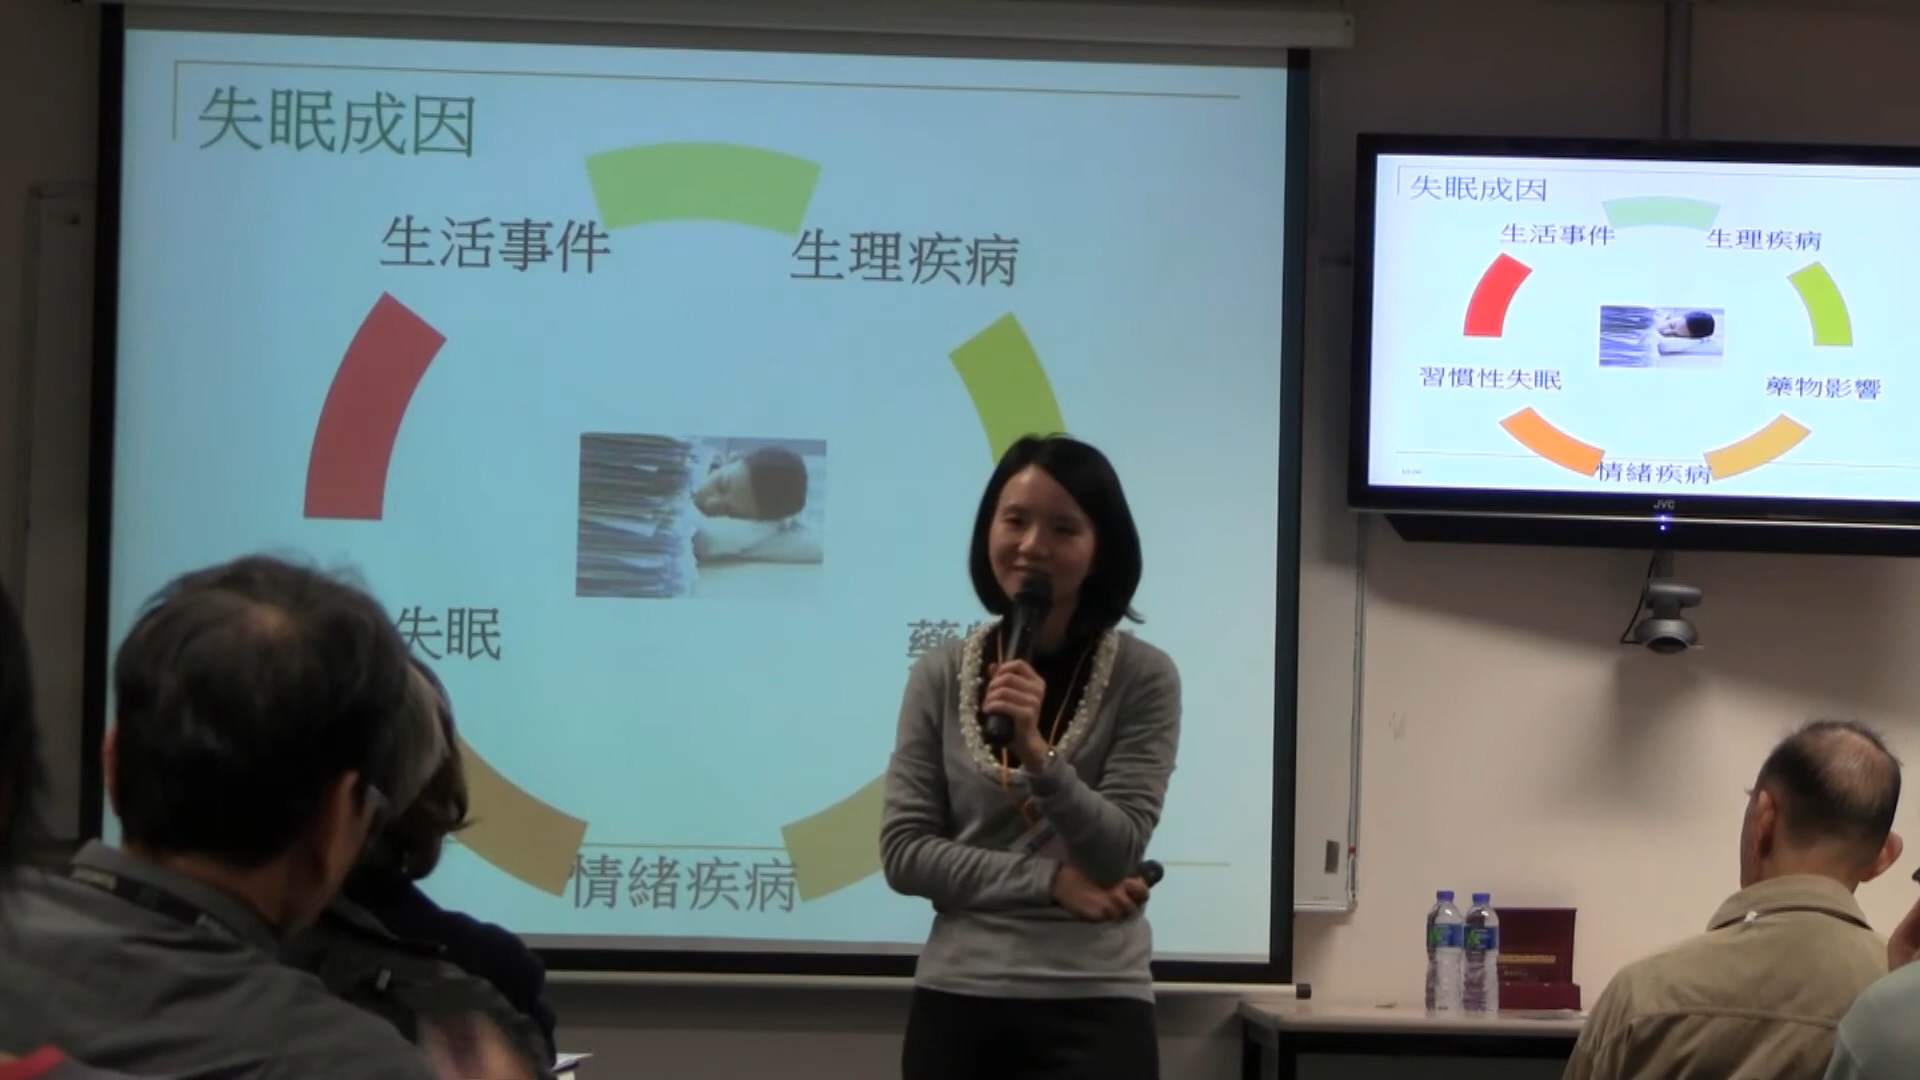 失眠成因
生活事件
生理疾病
失眠
藥
情緒疾病
失眠成因
生活事件
生理疾病
習慣性失眠
藥物影響
情緒疾病
JVC